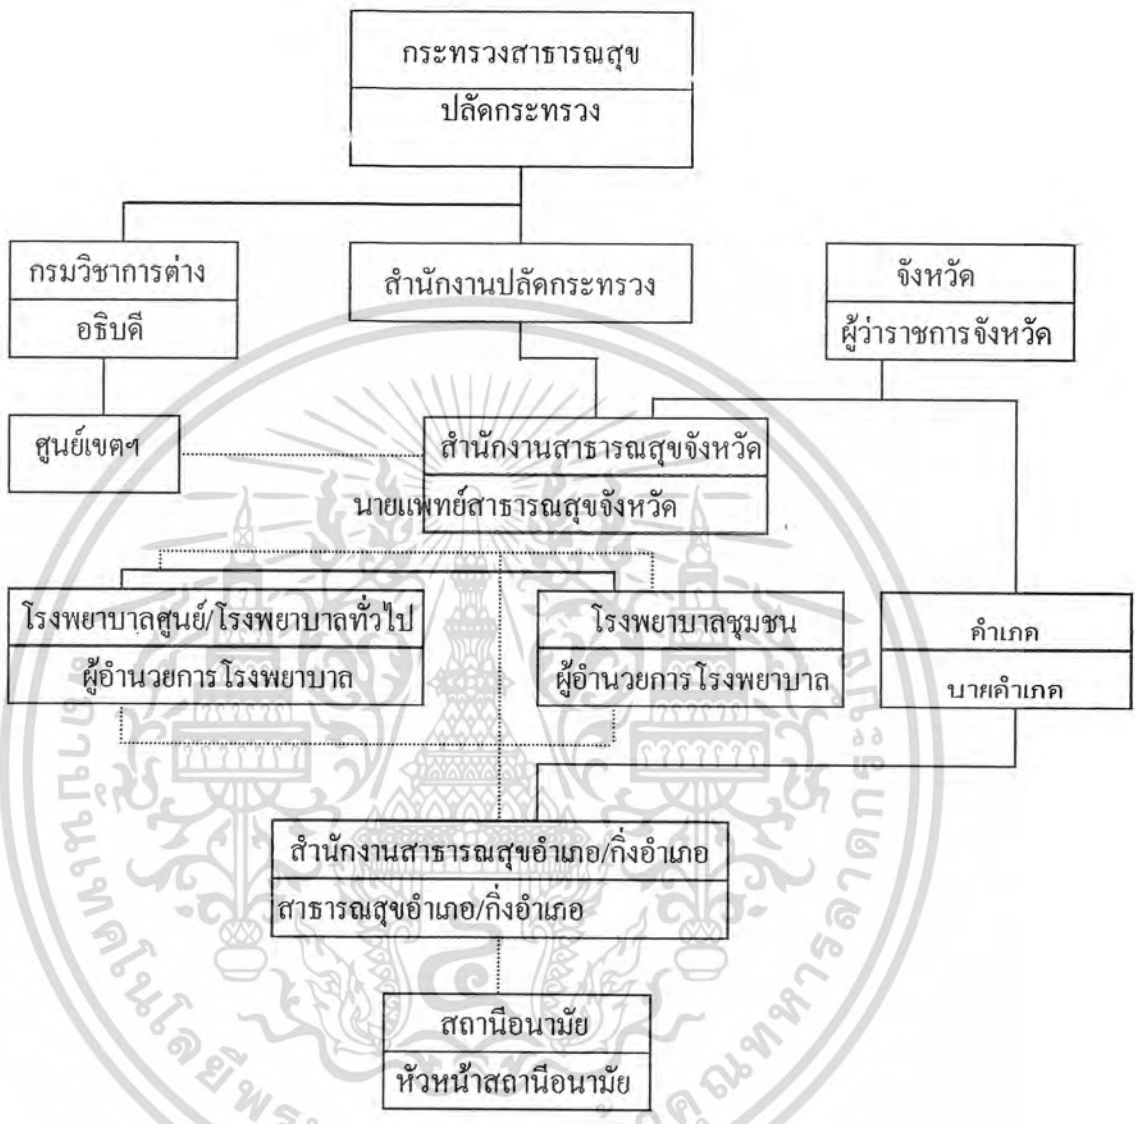 กระทรวงสาธารณสุข
ปลัดกระทรวง
กรมวิชาการต่าง
อธิบดี
สำนักงานปลัดกระทรวง
จังหวัด
ผู้ว่าราชการจังหวัด
ศูนย์เขตฯ
สำนักงานสาธารณสุขจังหวัด
นายแพทย์สาธารณสุขจังหวัด
โรงพยาบาลศูนย์/โรงพยาบาลทั่วไป
ผู้อำนวยการโรงพยาบาล
โรงพยาบาลชุมชน
ผู้อำนวยการโรงพยาบาล
คำเภค
บายคำเภค
สำนักงานสาธารณสุขอำเภอ/กิ่งอำเภอ
สาธารณสุขอำเภอ/กิ่งอำเภอ
สถานีอนามัย
หัวหน้าสถานีอนามัย